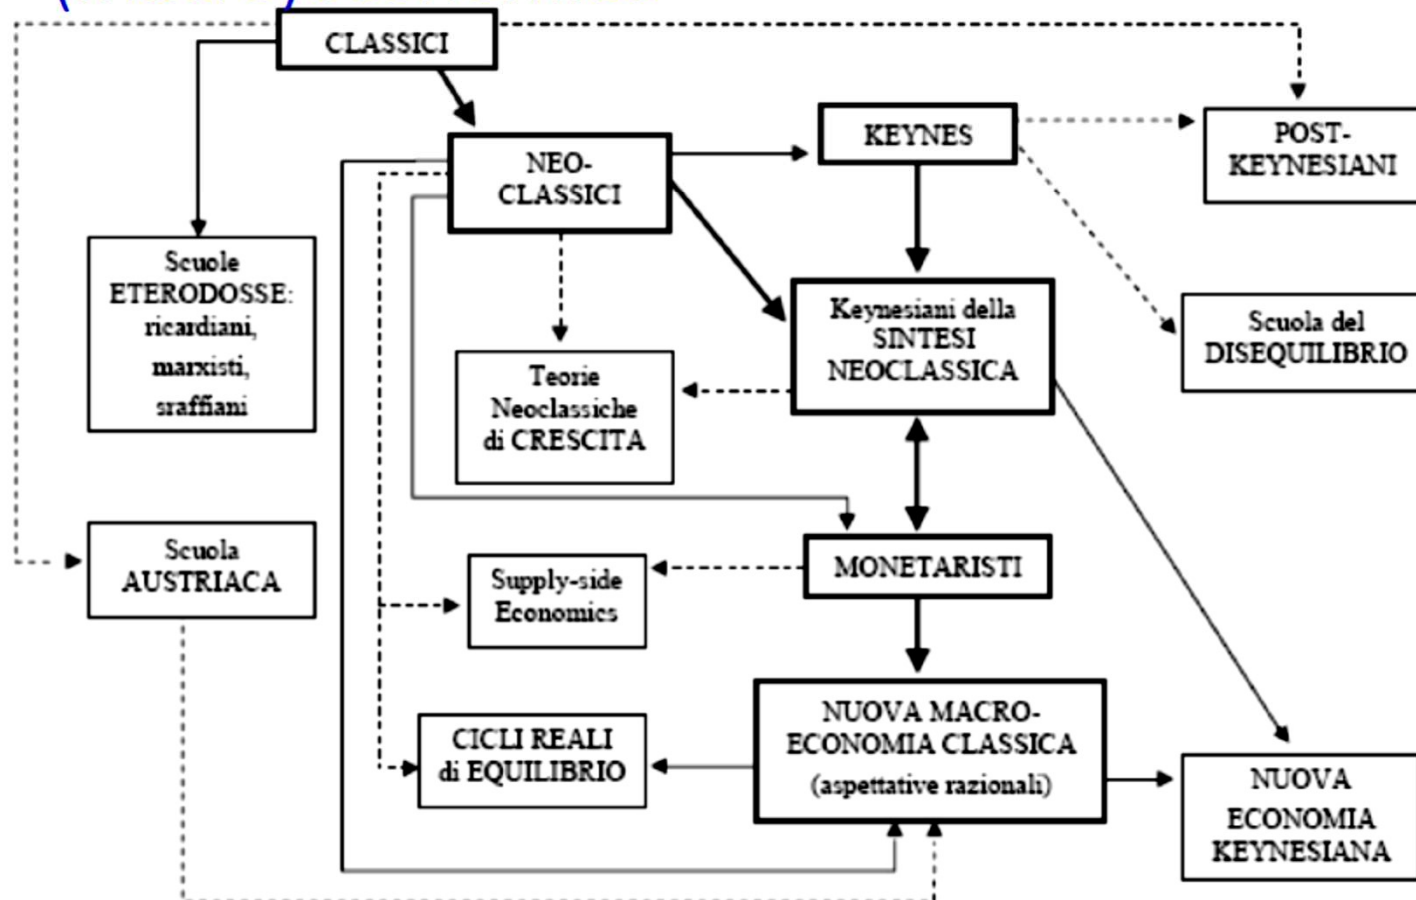 CLASSICI
NEO-
CLASSICI
KEYNES
POST-
KEYNESIANI
Scuole
ETERODOSSE:
ricardiani,
marxisti,
sraffiani
Keynesiani della
SINTESI
NEOCLASSICA
Scuola del
DISEQUILIBRIO
Teorie
Neoclassiche
di CRESCITA
Scuola
AUSTRIACA
Supply-side
Economics
MONETARISTI
CICLI REALI
di EQUILIBRIO
NUOVA MACRO-
ECONOMIA CLASSICA
(aspettative razionali)
NUOVA
ECONOMIA
KEYNESIANA